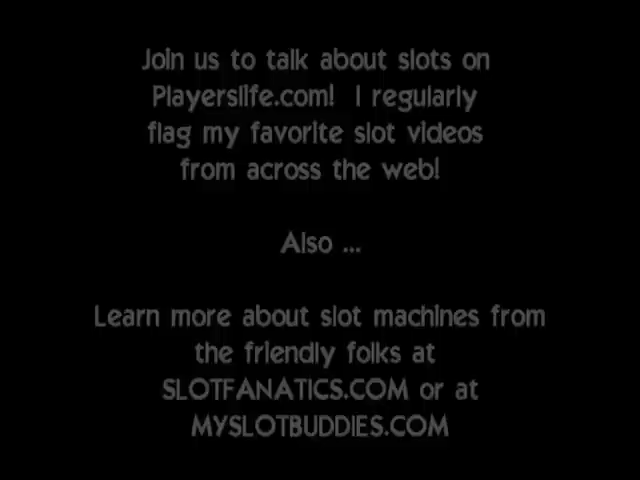 Join us to talk about slots on
Playerslife.com!  I regularly
flag my favorite slot videos
from across the web!
Also ...
Learn more about slot machines from
the friendly folks at
SLOTFANATICS.COM or at
MYSLOTBUDDIES.COM